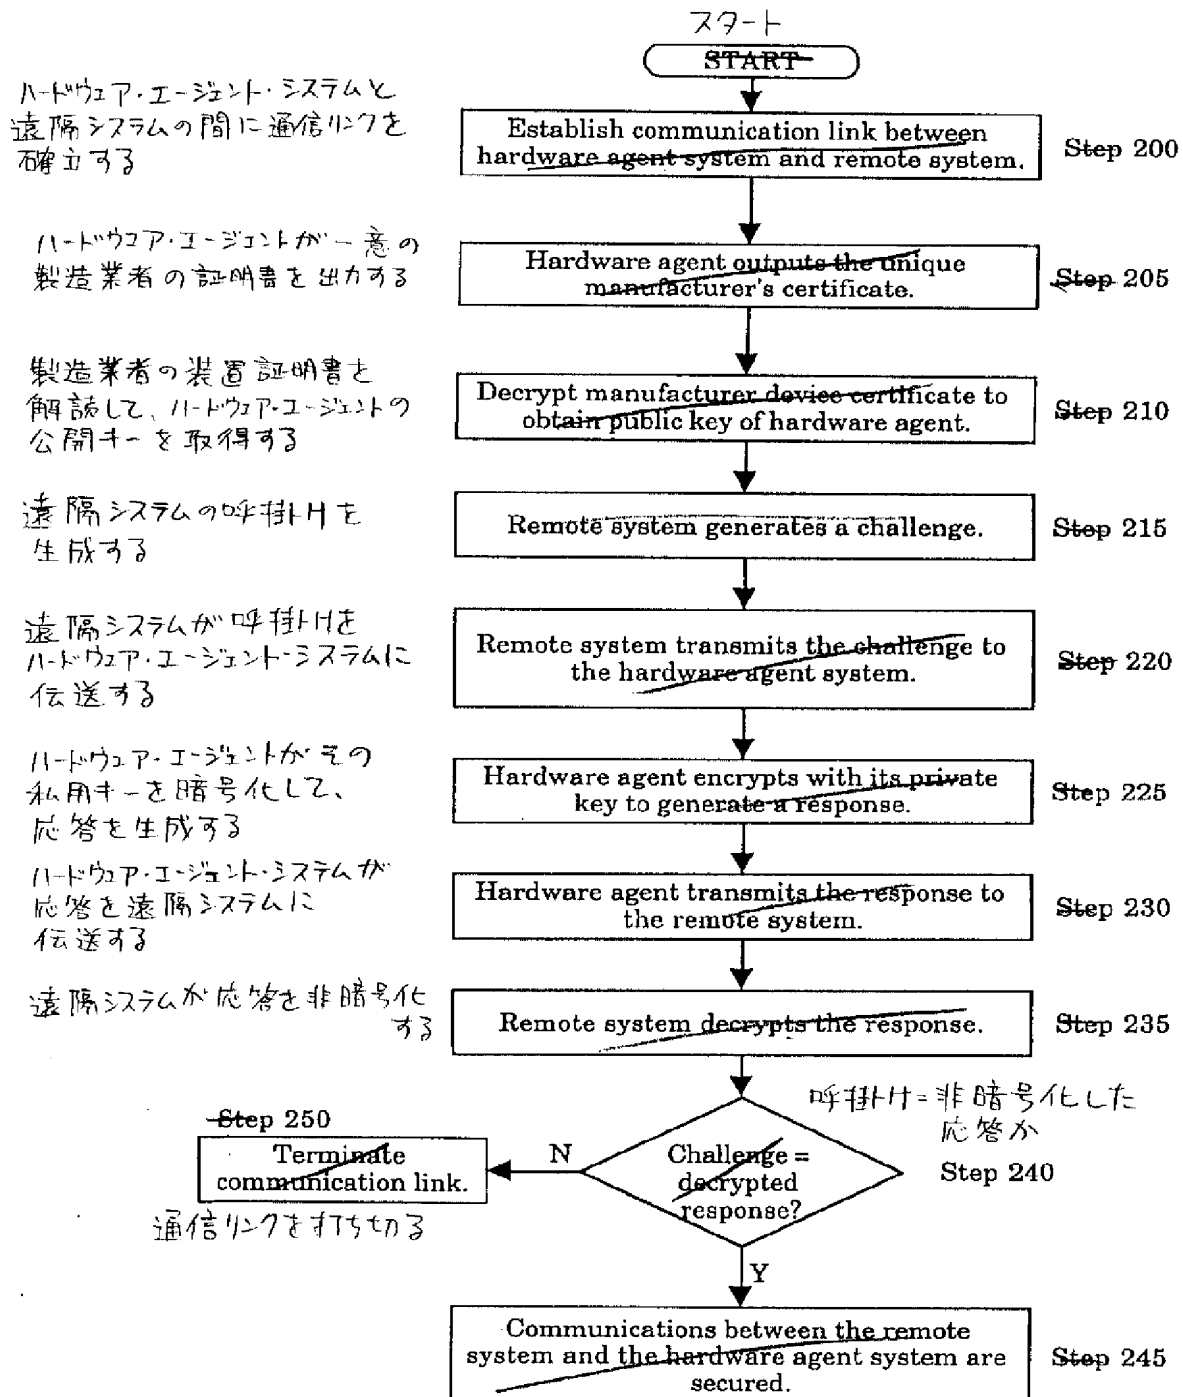 スタート
START
ハードウェア・エージェント・システムと
遠隔システムの間に通信リンクを
確立する
Establish communication link between
hardware agent system and remote system.
Step 200
ハードウェア・エージェントが一意の
製造業者の証明書を出力する
Hardware agent outputs the unique
manufacturer's certificate.
Step 205
製造業者の装置証明書を
解読して、ハードウェア・エージェントの
公開キーを取得する
Decrypt manufacturer device certificate to
obtain public key of hardware agent.
Step 210
遠隔システムの呼掛けを
生成する
Remote system generates a challenge.
Step 215
遠隔システムが呼掛けを
ハードウェア・エージェント・システムに
伝送する
Remote system transmits the challenge to
the hardware agent system.
Step 220
ハードウェア・エージェントがその
私用キーを暗号化して、
応答を生成する
Hardware agent encrypts with its private
key to generate a response.
Step 225
ハードウェア・エージェント・システムが
応答を遠隔システムに
伝送する
Hardware agent transmits the response to
the remote system.
Step 230
遠隔システムが応答を非暗号化
する
Remote system decrypts the response.
Step 235
呼掛け=非暗号化した
応答か
Step 240
Challenge =
decrypted
response?
N
Step 250
Terminate
communication link.
通信リンクを打ち切る
Y
Communications between the remote
system and the hardware agent system are
secured.
Step 245